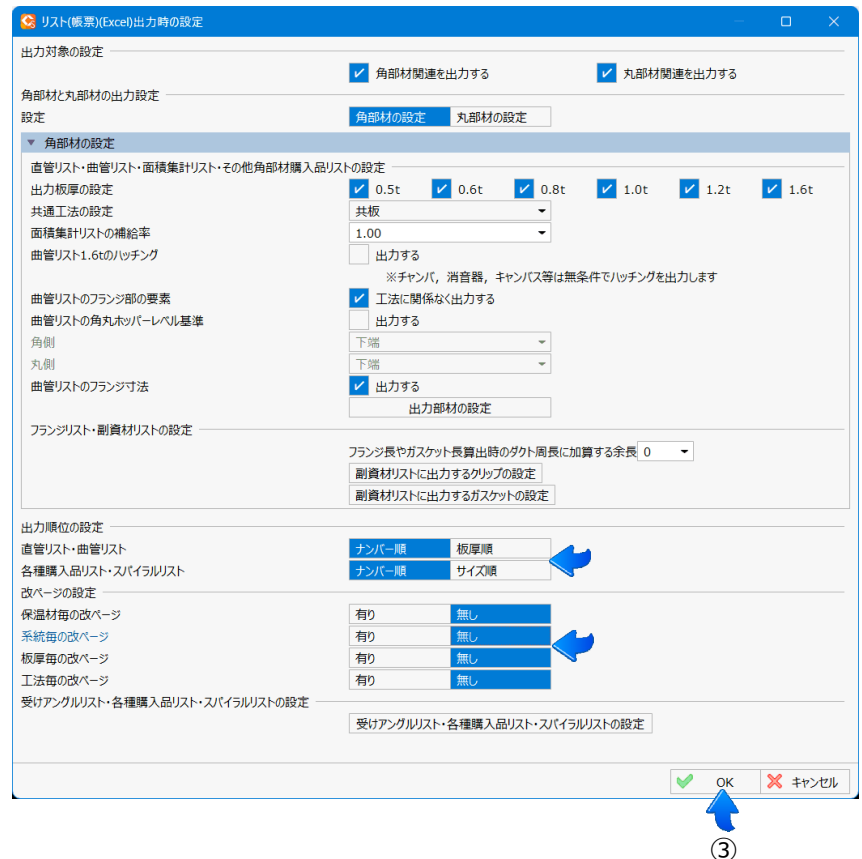 リスト(帳票)(Excel)出力時の設定
出力対象の設定
角部材関連を出力する 丸部材関連を出力する
角部材と丸部材の出力設定
設定 角部材の設定 丸部材の設定
角部材の設定
直管リスト・曲管リスト・面積集計リスト・その他角部材購入品リストの設定
出力板厚の設定 0.5t 0.6t 0.8t 1.0t 1.2t 1.6t
共通工法の設定 共板
面積集計リストの補給率 1.00
曲管リスト1.6tのハッチング 出力する
※チャンバ，消音器，キャンバス等は無条件でハッチングを出力します
曲管リストのフランジ部の要素 工法に関係なく出力する
曲管リストの角丸ホッパーレベル基準 出力する
角側 下端
丸側 下端
曲管リストのフランジ寸法 出力する
出力部材の設定
フランジリスト・副資材リストの設定
フランジ長やガスケット長算出時のダクト周長に加算する余長 0
副資材リストに出力するクリップの設定
副資材リストに出力するガスケットの設定
出力順位の設定
直管リスト・曲管リスト ナンバー順 板厚順
各種購入品リスト・スパイラルリスト ナンバー順 サイズ順
改ページの設定
保温材毎の改ページ 有り 無し
系統毎の改ページ 有り 無し
板厚毎の改ページ 有り 無し
工法毎の改ページ 有り 無し
受けアングルリスト・各種購入品リスト・スパイラルリストの設定
受けアングルリスト・各種購入品リスト・スパイラルリストの設定
OK キャンセル
③